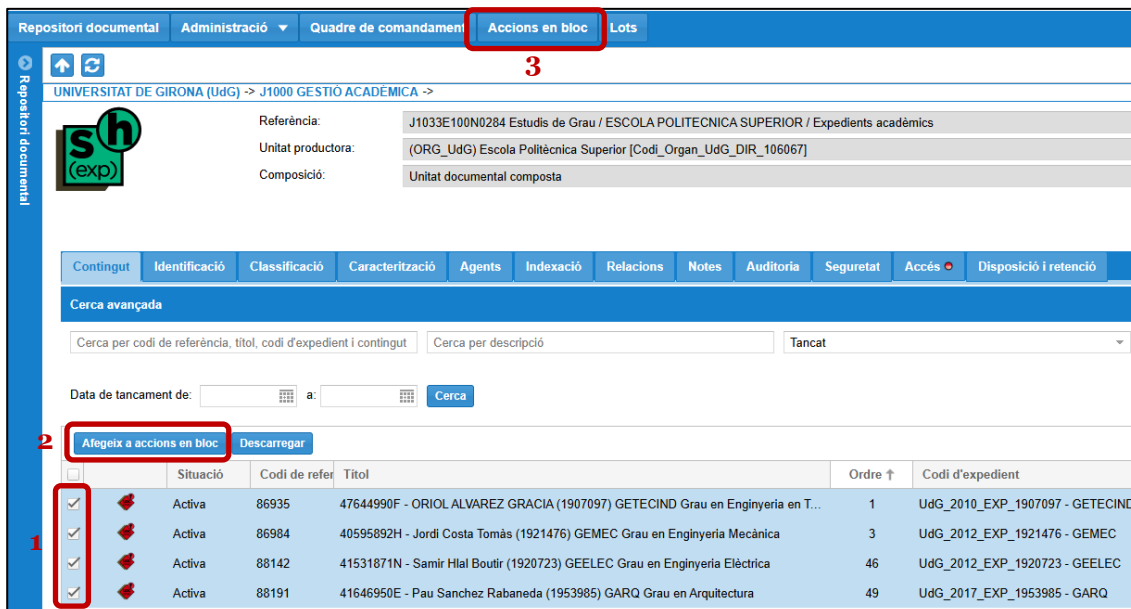 Repositori documental Administració Quadre de comandament Accions en bloc Lots
3
Repositori documental
UNIVERSITAT DE GIRONA (UdG) -> J1000 GESTIÓ ACADÈMICA ->
sh (exp)
Referència: J1033E100N0284 Estudis de Grau / ESCOLA POLITECNICA SUPERIOR / Expedients acadèmics
Unitat productora: (ORG_UdG) Escola Politècnica Superior [Codi_Organ_UdG_DIR_106067]
Composició: Unitat documental composta
Contingut Identificació Classificació Caracterització Agents Indexació Relacions Notes Auditoria Seguretat Accés Disposició i retenció
Cerca avançada
Cerca per codi de referència, títol, codi d'expedient i contingut Cerca per descripció Tancat
Data de tancament de: a: Cerca
2 Afegeix a accions en bloc Descarregar
Situació Codi de refer Títol Ordre ↑ Codi d'expedient
Activa 86935 47644990F - ORIOL ALVAREZ GRACIA (1907097) GETECIND Grau en Enginyeria en T... 1 UdG_2010_EXP_1907097 - GETECIND
1 Activa 86984 40595892H - Jordi Costa Tomàs (1921476) GEMEC Grau en Enginyeria Mecànica 3 UdG_2012_EXP_1921476 - GEMEC
Activa 88142 41531871N - Samir Hlal Boutir (1920723) GEELEC Grau en Enginyeria Elèctrica 46 UdG_2012_EXP_1920723 - GEELEC
Activa 88191 41646950E - Pau Sanchez Rabaneda (1953985) GARQ Grau en Arquitectura 49 UdG_2017_EXP_1953985 - GARQ